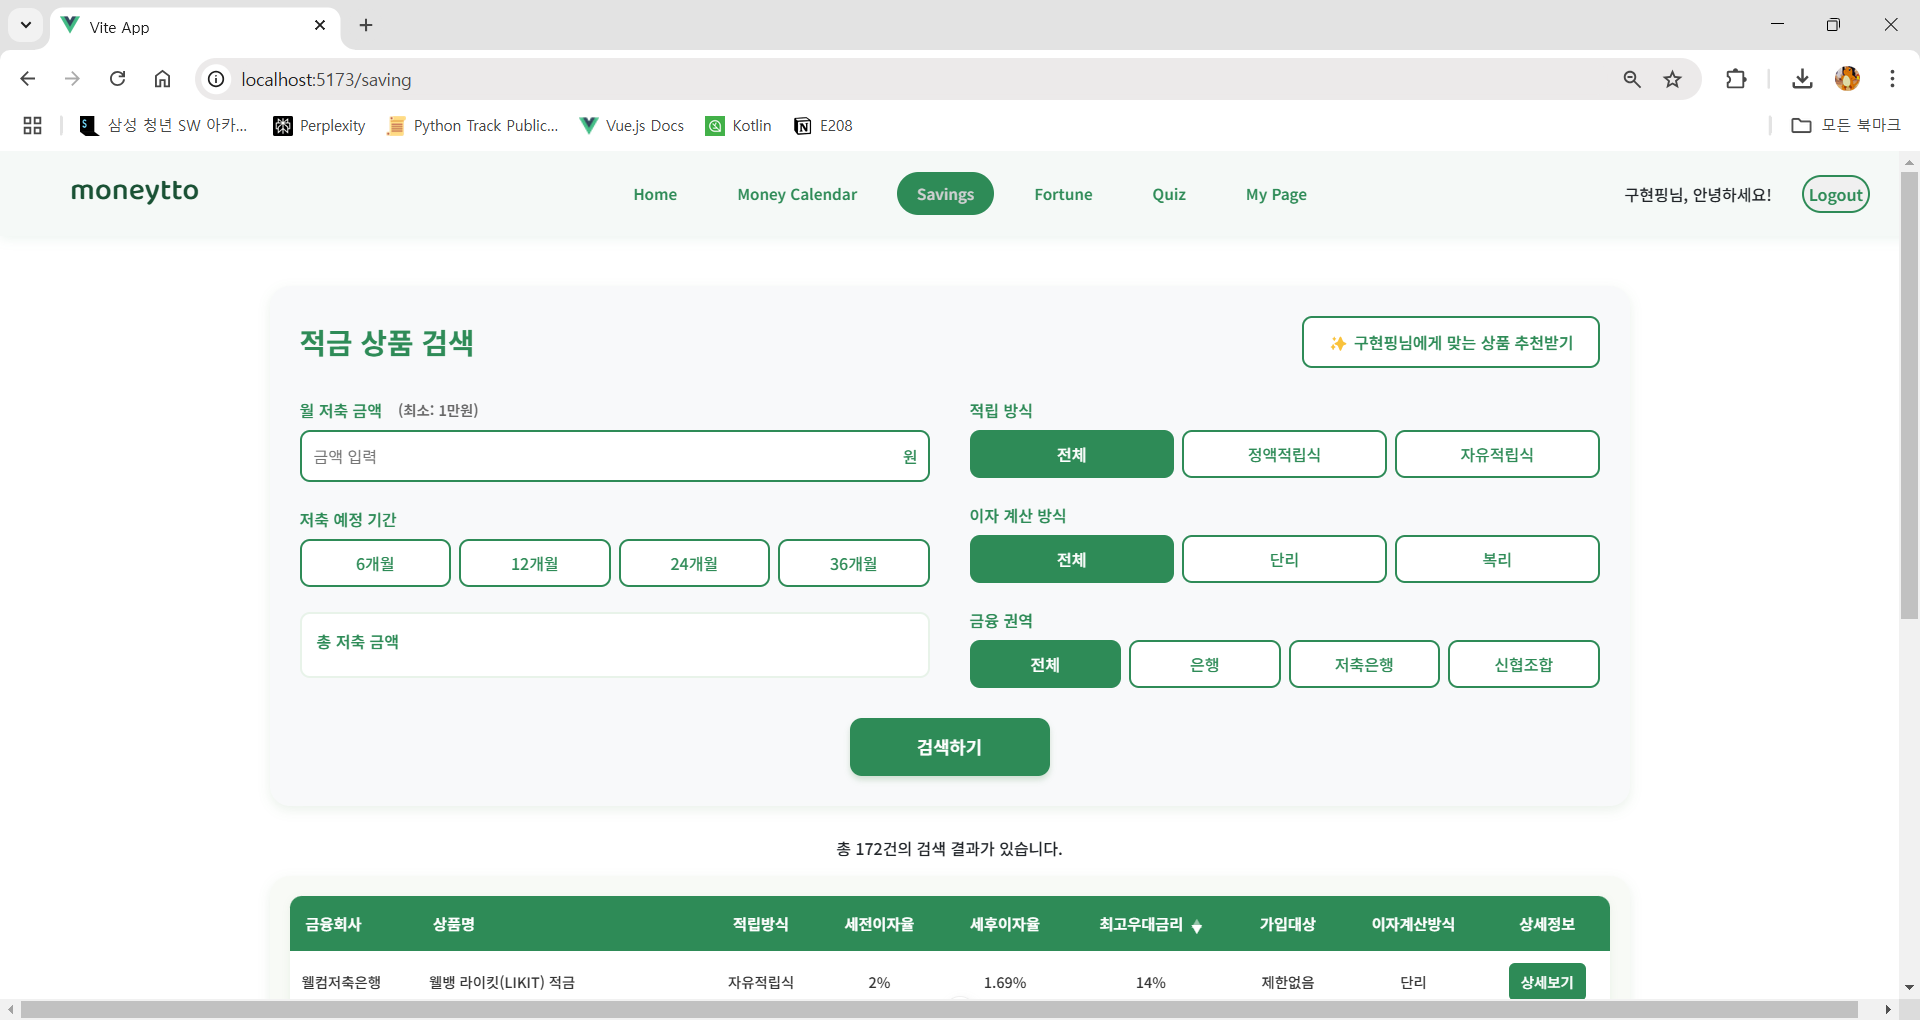 Vite App
localhost:5173/saving
삼성 청년 SW 아카...
Perplexity
Python Track Public...
Vue.js Docs
Kotlin
E208
모든 북마크
moneytto
Home
Money Calendar
Savings
Fortune
Quiz
My Page
구현핑님, 안녕하세요!
Logout
적금 상품 검색
✨ 구현핑님에게 맞는 상품 추천받기
월 저축 금액 (최소: 1만원)
금액 입력 원
저축 예정 기간
6개월 12개월 24개월 36개월
총 저축 금액
적립 방식
전체 정액적립식 자유적립식
이자 계산 방식
전체 단리 복리
금융 권역
전체 은행 저축은행 신협조합
검색하기
총 172건의 검색 결과가 있습니다.
금융회사 상품명 적립방식 세전이자율 세후이자율 최고우대금리 가입대상 이자계산방식 상세정보
웰컴저축은행 웰뱅 라이킷(LIKIT) 적금 자유적립식 2% 1.69% 14% 제한없음 단리 상세보기